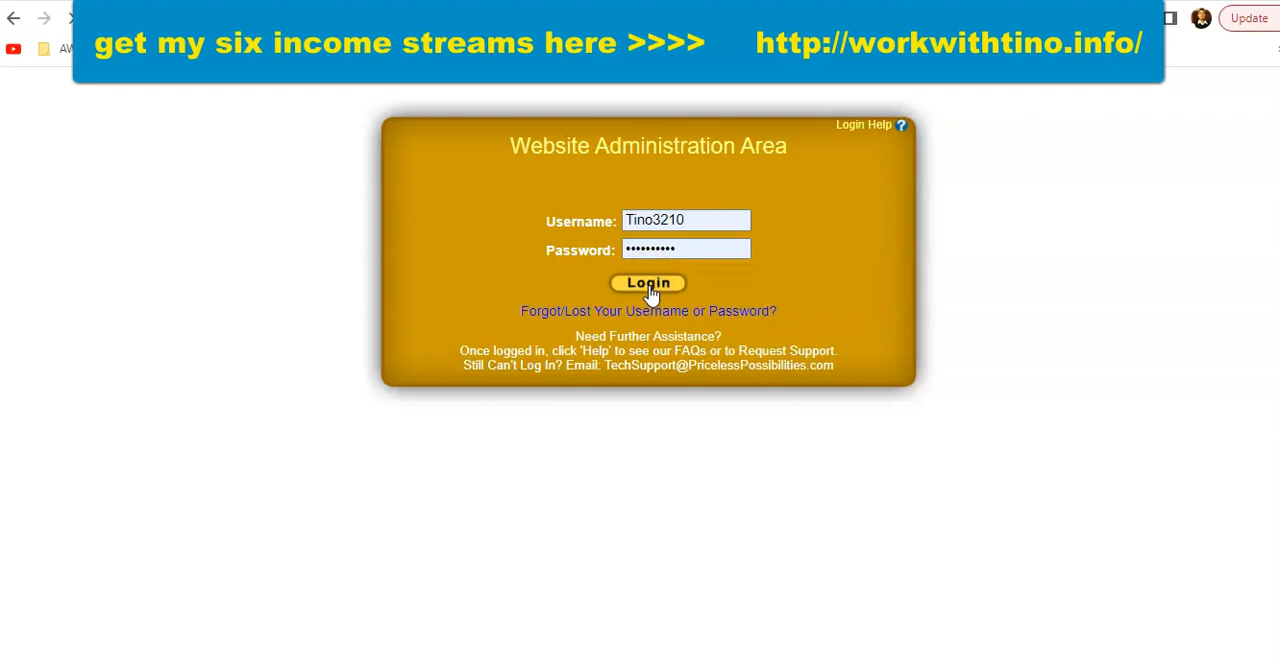 Update
AW
get my six income streams here >>>> http://workwithtino.info/
Login Help ?
Website Administration Area
Username: Tino3210
Password: ••••••••••
Login
Forgot/Lost Your Username or Password?
Need Further Assistance?
Once logged in, click 'Help' to see our FAQs or to Request Support.
Still Can't Log In? Email: TechSupport@PricelessPossibilities.com